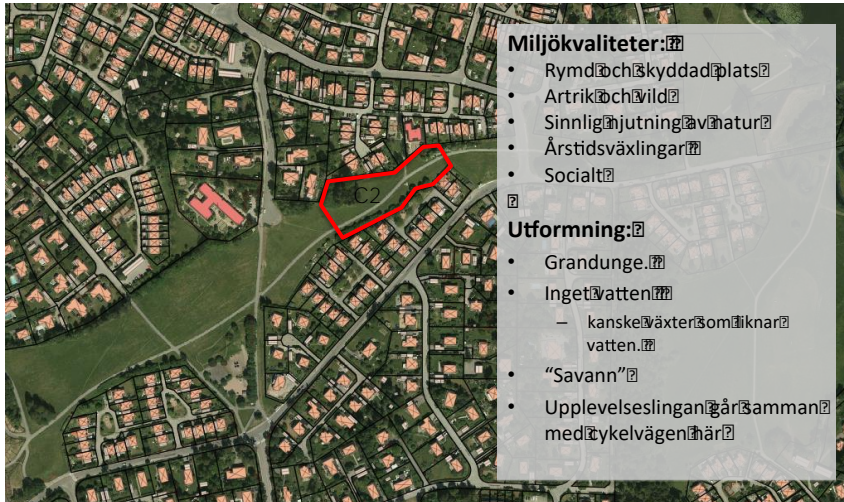 C2
Miljökvaliteter:
• Rymd och skyddad plats
• Artrik och vild
• Sinnlig njutning av natur
• Årstidsväxlingar
• Socialt
Utformning:
• Grandunge.
• Inget vatten
– kanske växter som liknar
vatten.
• “Savann”
• Upplevelseslingan går samman
med cykelvägen här